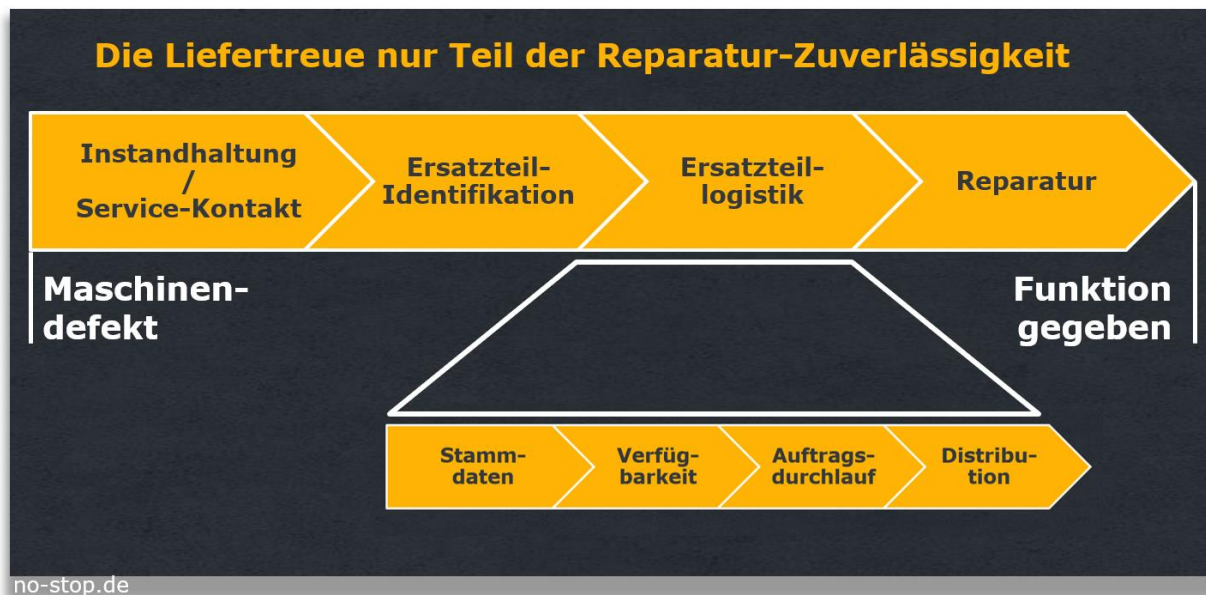 Die Liefertreue nur Teil der Reparatur-Zuverlässigkeit
Instandhaltung
/
Service-Kontakt
Ersatzteil-
Identifikation
Ersatzteil-
logistik
Reparatur
Maschinen-
defekt
Funktion
gegeben
Stamm-
daten
Verfüg-
barkeit
Auftrags-
durchlauf
Distribu-
tion
no-stop.de